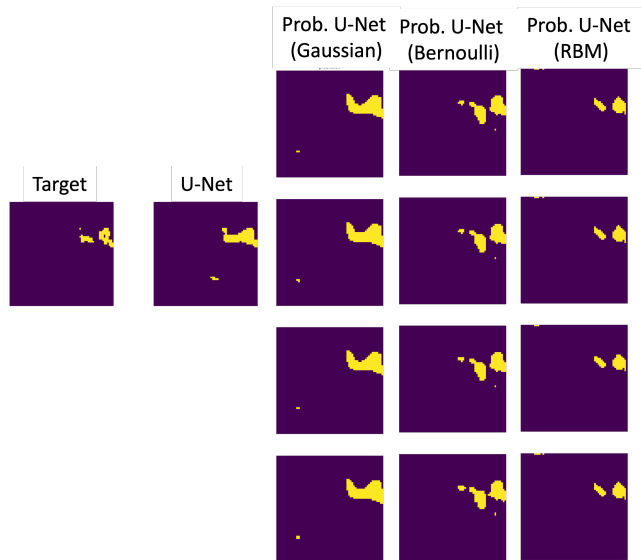 Prob. U-Net
(Gaussian)
Prob. U-Net
(Bernoulli)
Prob. U-Net
(RBM)
Target
U-Net